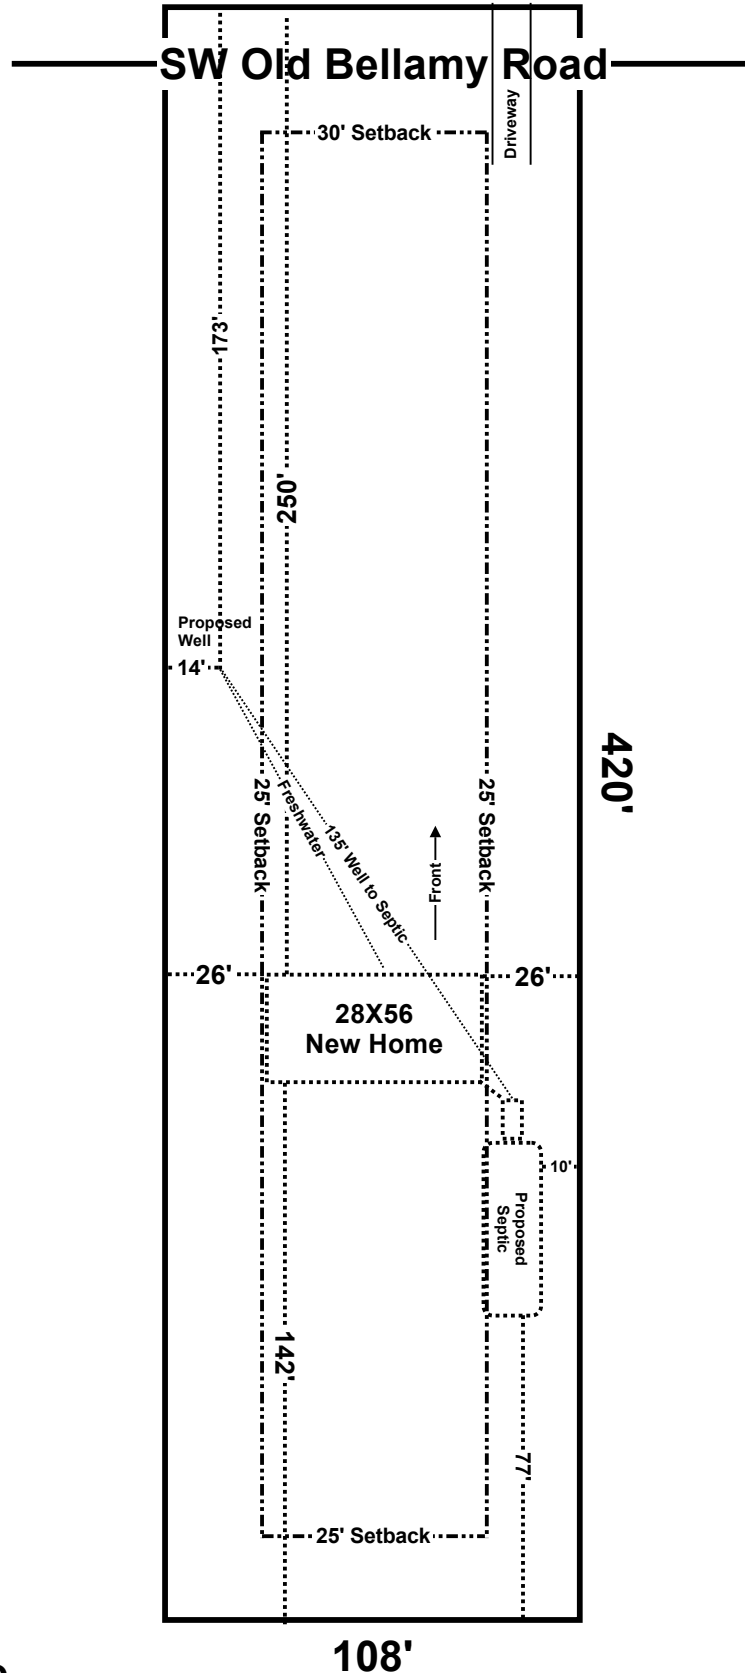 SW Old Bellamy Road
Driveway
30' Setback
173'
250'
Proposed
Well
14'
420'
25' Setback
Freshwater
135' Well to Septic
Front
25' Setback
26'
26'
28X56
New Home
10'
Proposed
Septic
142'
77'
25' Setback
108'